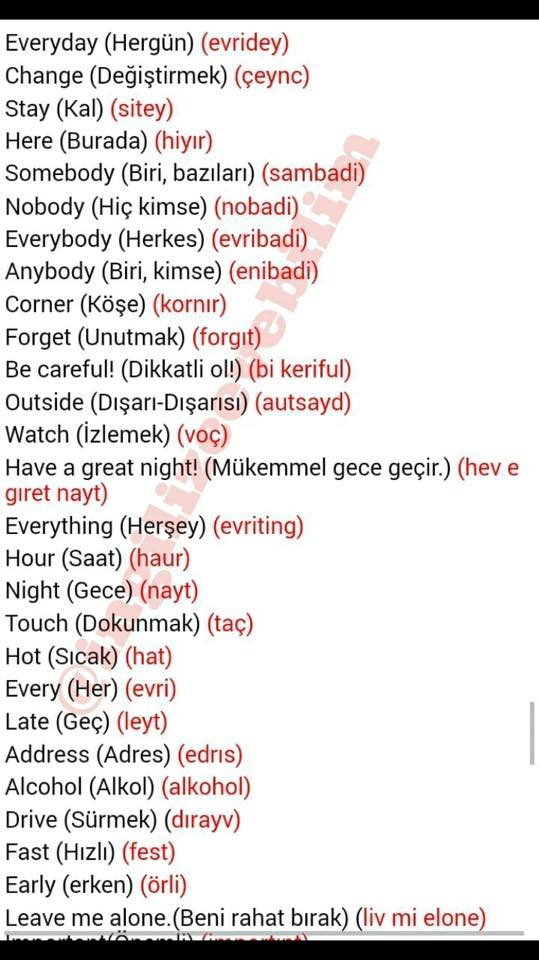 Everyday (Hergün) (evridey)
Change (Değiştirmek) (çeync)
Stay (Kal) (sitey)
Here (Burada) (hiyır)
Somebody (Biri, bazıları) (sambadi)
Nobody (Hiç kimse) (nobadi)
Everybody (Herkes) (evribadi)
Anybody (Biri, kimse) (enibadi)
Corner (Köşe) (kornır)
Forget (Unutmak) (forgıt)
Be careful! (Dikkatli ol!) (bi keriful)
Outside (Dışarı-Dışarısı) (autsayd)
Watch (İzlemek) (voç)
Have a great night! (Mükemmel gece geçir.) (hev e
gıret nayt)
Everything (Herşey) (evriting)
Hour (Saat) (haur)
Night (Gece) (nayt)
Touch (Dokunmak) (taç)
Hot (Sıcak) (hat)
Every (Her) (evri)
Late (Geç) (leyt)
Address (Adres) (edrıs)
Alcohol (Alkol) (alkohol)
Drive (Sürmek) (dırayv)
Fast (Hızlı) (fest)
Early (erken) (örli)
Leave me alone.(Beni rahat bırak) (liv mi elone)
Important(Önemli)